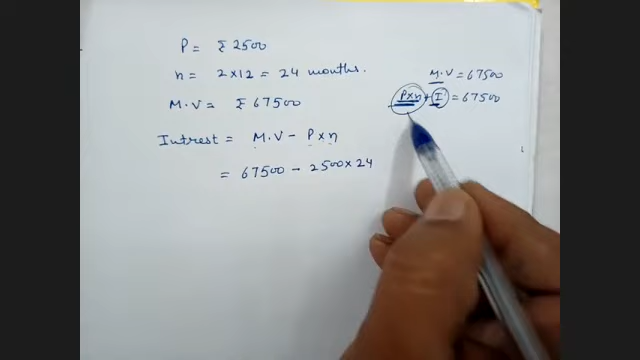 P = ₹ 2500
n = 2×12 = 24 months.
M.V = ₹ 67500
Intrest = M.V − P×n
= 67500 − 2500×24
M.V = 67500
P×n + I = 67500